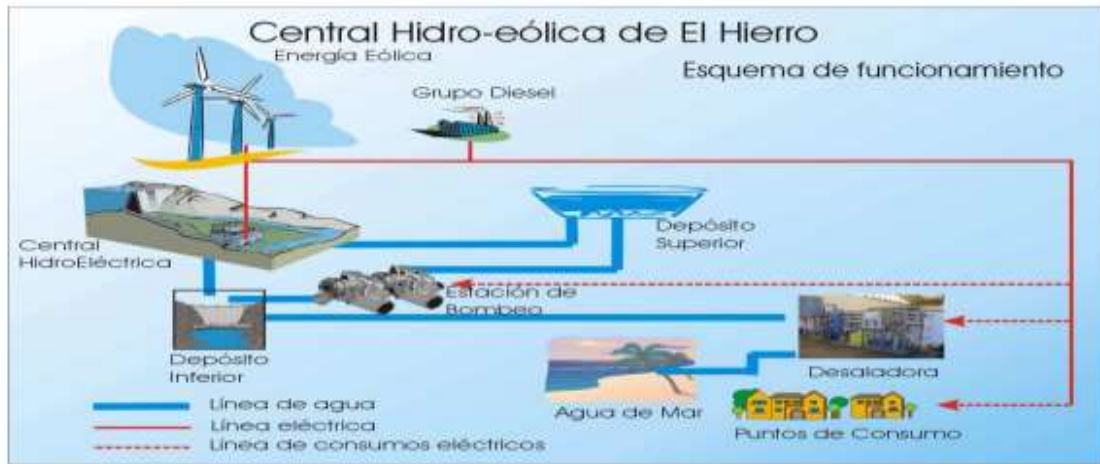 Central Hidro-eólica de El Hierro
Energía Eólica
Esquema de funcionamiento
Grupo Diesel
Depósito
Superior
Central
HidroEléctrica
Estación de
Bombeo
Depósito
Inferior
Desaladora
Agua de Mar
Puntos de Consumo
Línea de agua
Línea eléctrica
Línea de consumos eléctricos